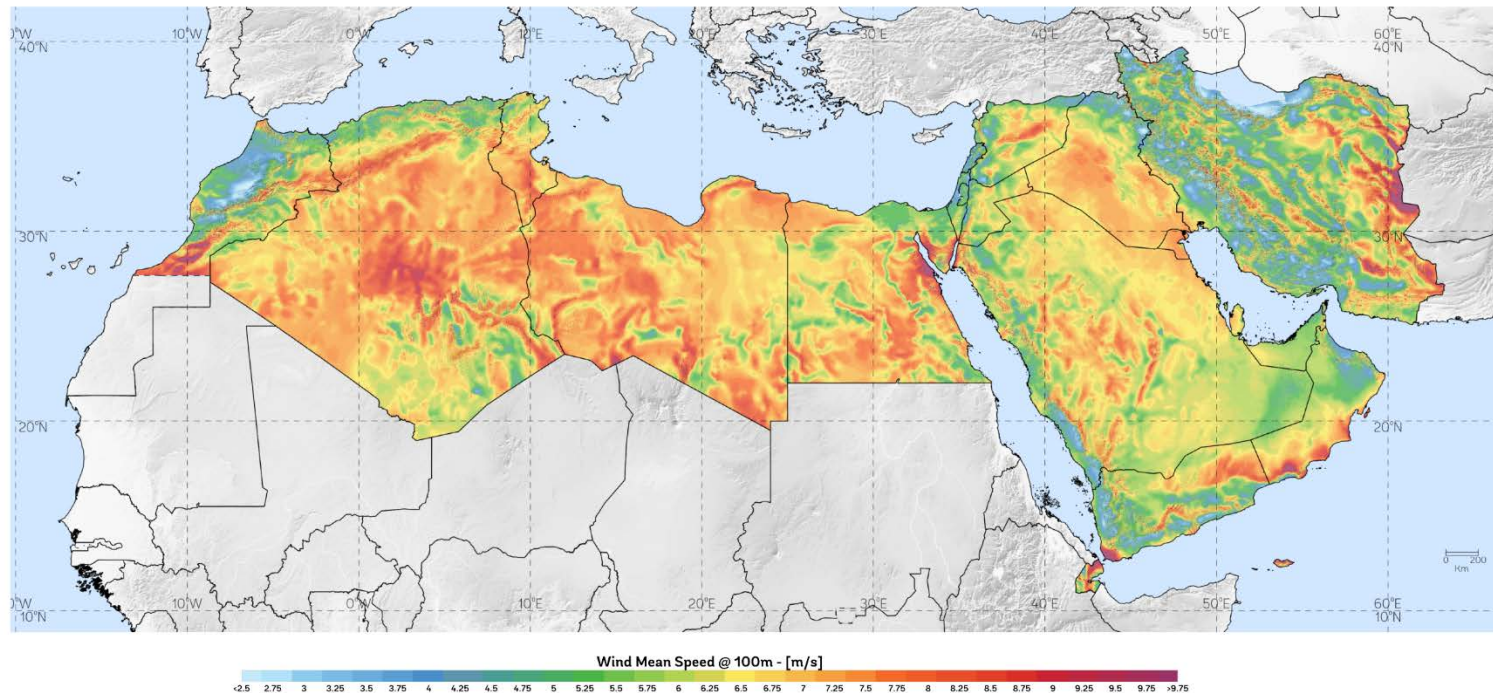 0°W 10°W 0°W 10°E 20°E 30°E 40°E 50°E 60°E
40°N 40°N
30°N 30°N
20°N 20°N
0 200
Km
10°N 10°N
0°W 10°W 0°W 10°E 20°E 30°E 40°E 50°E 10°E
Wind Mean Speed @ 100m - [m/s]
<2.5 2.75 3 3.25 3.5 3.75 4 4.25 4.5 4.75 5 5.25 5.5 5.75 6 6.25 6.5 6.75 7 7.25 7.5 7.75 8 8.25 8.5 8.75 9 9.25 9.5 9.75 >9.75